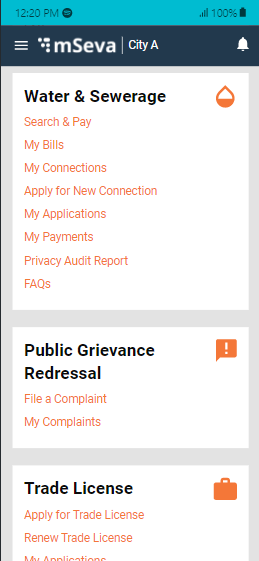 12:20 PM 100%
mSeva City A
Water & Sewerage
Search & Pay
My Bills
My Connections
Apply for New Connection
My Applications
My Payments
Privacy Audit Report
FAQs
Public Grievance
Redressal
File a Complaint
My Complaints
Trade License
Apply for Trade License
Renew Trade License
My Applications